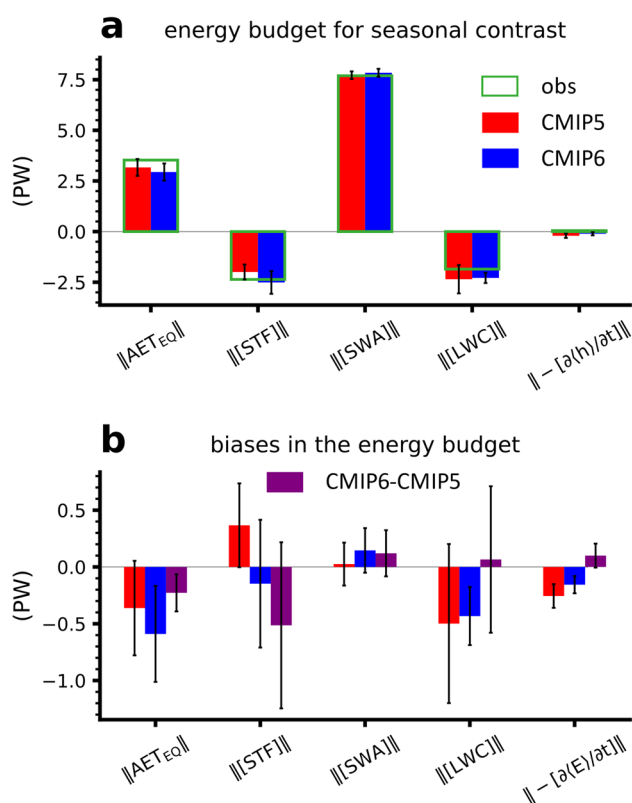 a energy budget for seasonal contrast
7.5
5.0
2.5
0.0
−2.5
(PW)
obs
CMIP5
CMIP6
‖AET_EQ‖
‖[STF]‖
‖[SWA]‖
‖[LWC]‖
‖−[∂⟨h⟩/∂t]‖
b biases in the energy budget
CMIP6-CMIP5
0.5
0.0
−0.5
−1.0
(PW)
‖AET_EQ‖
‖[STF]‖
‖[SWA]‖
‖[LWC]‖
‖−[∂⟨E⟩/∂t]‖